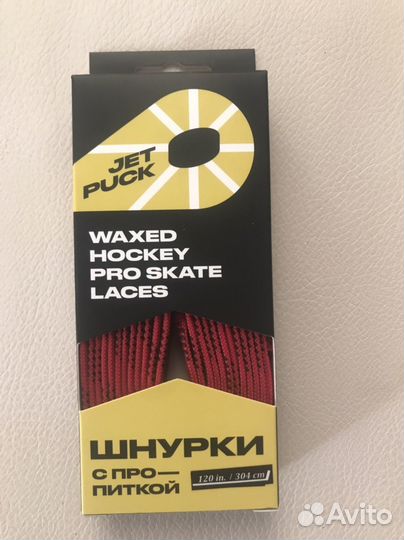 JET
PUCK
WAXED
HOCKEY
PRO SKATE
LACES
ШНУРКИ
С ПРО—
ПИТКОЙ
120 in. / 304 cm
Avito